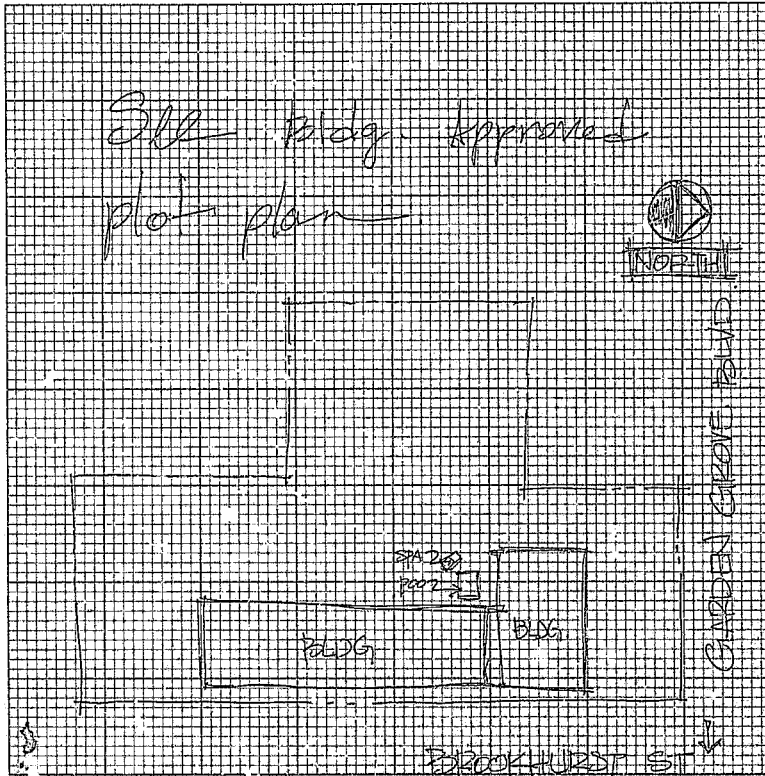 See Bldg. Approved
plot plan
NORTH
GARDEN GROVE BLVD.
SPA
POOL
BLDG
BLDG
BROOKHURST ST